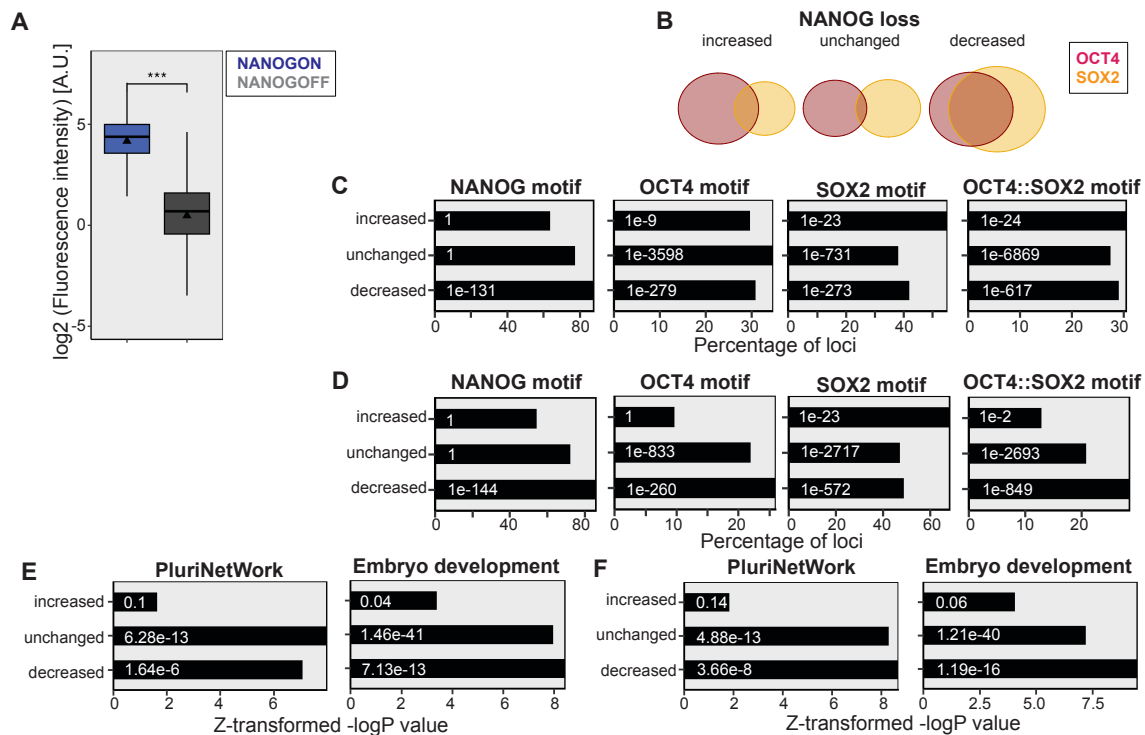 A
log2 (Fluorescence intensity) [A.U.]
5
0
-5
***
NANOGON
NANOGOFF
B
NANOG loss
increased
unchanged
decreased
OCT4
SOX2
C
NANOG motif
OCT4 motif
SOX2 motif
OCT4::SOX2 motif
increased
1
1e-9
1e-23
1e-24
unchanged
1
1e-3598
1e-731
1e-6869
decreased
1e-131
1e-279
1e-273
1e-617
0 40 80
0 10 20 30
0 20 40
0 10 20 30
Percentage of loci
D
NANOG motif
OCT4 motif
SOX2 motif
OCT4::SOX2 motif
increased
1
1
1e-23
1e-2
unchanged
1
1e-833
1e-2717
1e-2693
decreased
1e-144
1e-260
1e-572
1e-849
0 40 80
0 10 20
0 20 40 60
0 10 20
Percentage of loci
E
PluriNetWork
Embryo development
increased
0.1
0.04
unchanged
6.28e-13
1.46e-41
decreased
1.64e-6
7.13e-13
0 2 4 6
0 2 4 6 8
Z-transformed -logP value
F
PluriNetWork
Embryo development
increased
0.14
0.06
unchanged
4.88e-13
1.21e-40
decreased
3.66e-8
1.19e-16
0 2 4 6 8
0 2.5 5.0 7.5
Z-transformed -logP value